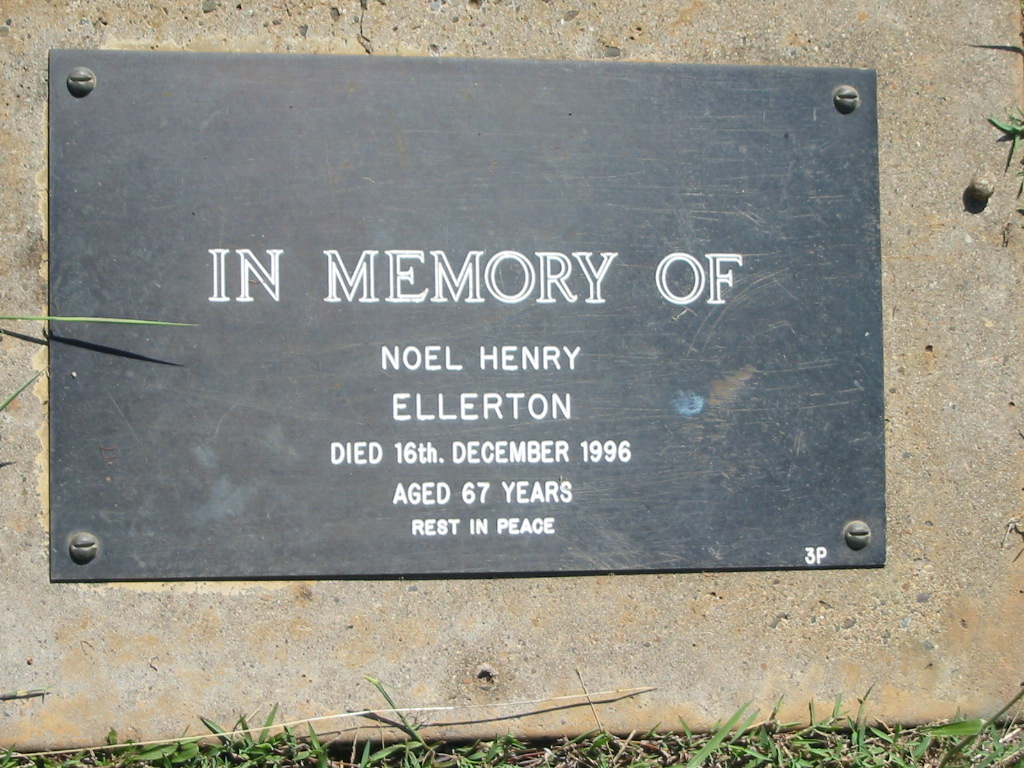 IN MEMORY OF
NOEL HENRY
ELLERTON
DIED 16th. DECEMBER 1996
AGED 67 YEARS
REST IN PEACE
3P